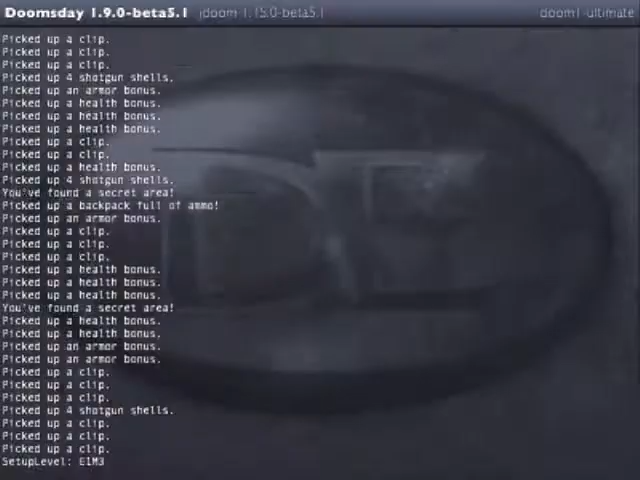 Doomsday 1.9.0-beta5.1 jdoom 1.15.0-beta5.1 doom1-ultimate
Picked up a clip.
Picked up a clip.
Picked up a clip.
Picked up 4 shotgun shells.
Picked up an armor bonus.
Picked up a health bonus.
Picked up a health bonus.
Picked up a health bonus.
Picked up a clip.
Picked up a clip.
Picked up a health bonus.
Picked up 4 shotgun shells.
You've found a secret area!
Picked up a backpack full of ammo!
Picked up an armor bonus.
Picked up a clip.
Picked up a clip.
Picked up a clip.
Picked up a health bonus.
Picked up a health bonus.
Picked up a health bonus.
You've found a secret area!
Picked up a health bonus.
Picked up a health bonus.
Picked up an armor bonus.
Picked up an armor bonus.
Picked up a clip.
Picked up a clip.
Picked up a clip.
Picked up 4 shotgun shells.
Picked up a clip.
Picked up a clip.
Picked up a clip.
SetupLevel: E1M3